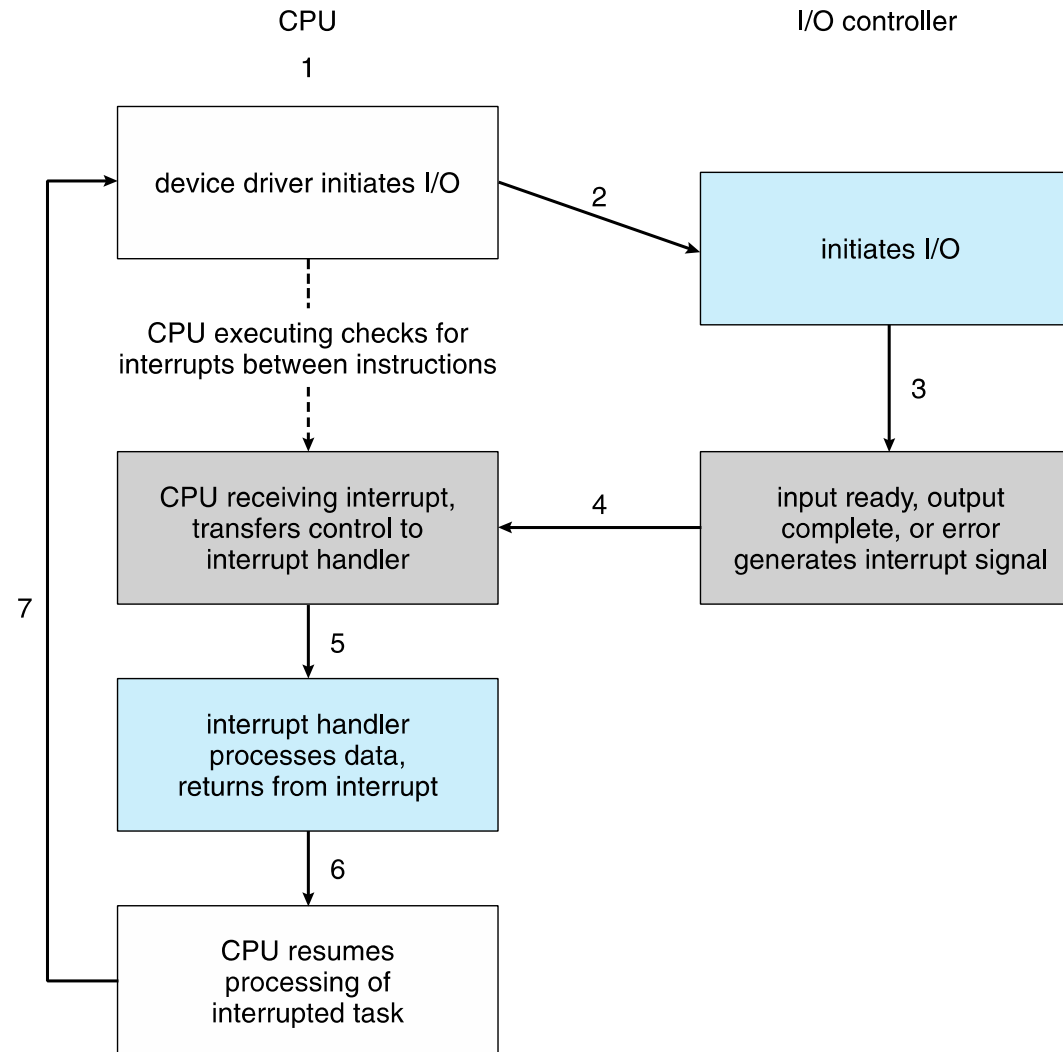 CPU
I/O controller
1
device driver initiates I/O
2
initiates I/O
CPU executing checks for
interrupts between instructions
3
CPU receiving interrupt,
transfers control to
interrupt handler
4
input ready, output
complete, or error
generates interrupt signal
7
5
interrupt handler
processes data,
returns from interrupt
6
CPU resumes
processing of
interrupted task